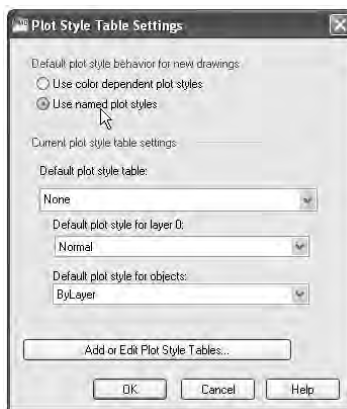 Plot Style Table Settings
Default plot style behavior for new drawings
Use color dependent plot styles
Use named plot styles
Current plot style table settings
Default plot style table:
None
Default plot style for layer 0:
Normal
Default plot style for objects:
ByLayer
Add or Edit Plot Style Tables...
OK Cancel Help